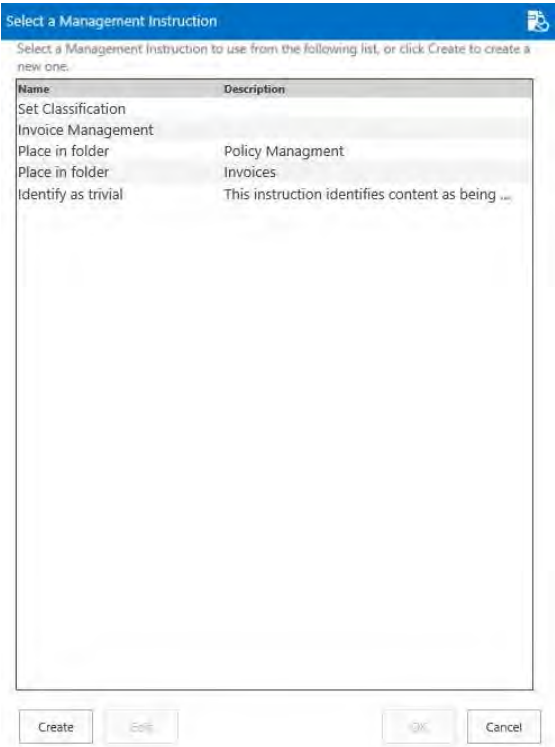 Select a Management Instruction
Select a Management Instruction to use from the following list, or click Create to create a
new one.
Name Description
Set Classification
Invoice Management
Place in folder Policy Managment
Place in folder Invoices
Identify as trivial This instruction identifies content as being ...
Create Edit OK Cancel